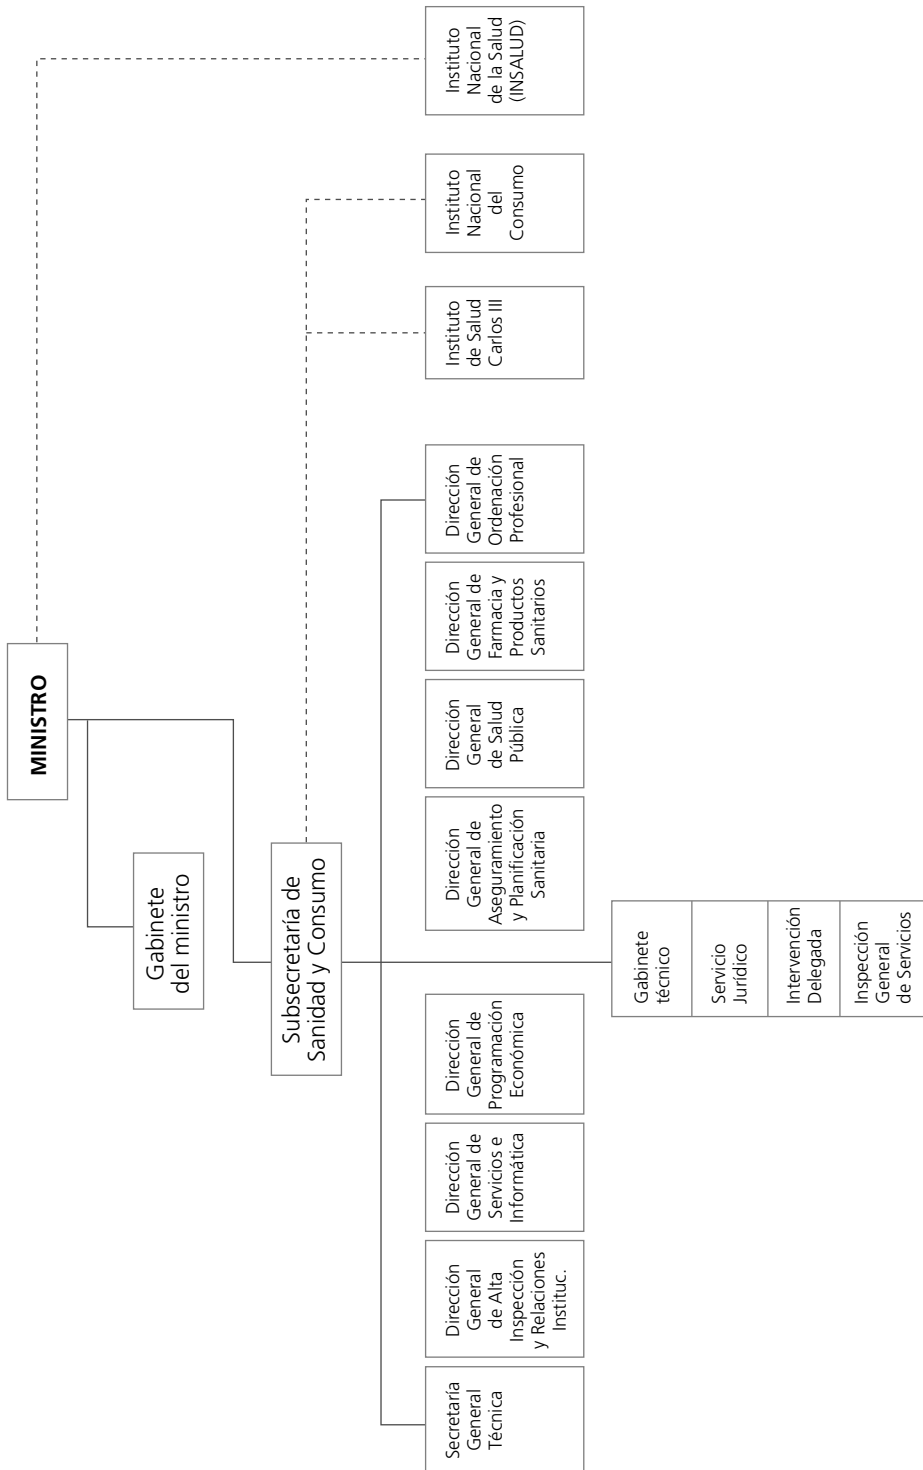 MINISTRO
Gabinete
del ministro
Subsecretaría de
Sanidad y Consumo
Secretaría
General
Técnica
Dirección
General
de Alta
Inspección
y Relaciones
Instituc.
Dirección
General de
Servicios e
Informática
Dirección
General de
Programación
Económica
Dirección
General de
Aseguramiento
y Planificación
Sanitaria
Dirección
General
de Salud
Pública
Dirección
General de
Farmacia y
Productos
Sanitarios
Dirección
General de
Ordenación
Profesional
Instituto
de Salud
Carlos III
Instituto
Nacional
del
Consumo
Instituto
Nacional
de la Salud
(INSALUD)
Gabinete
técnico
Servicio
Jurídico
Intervención
Delegada
Inspección
General
de Servicios